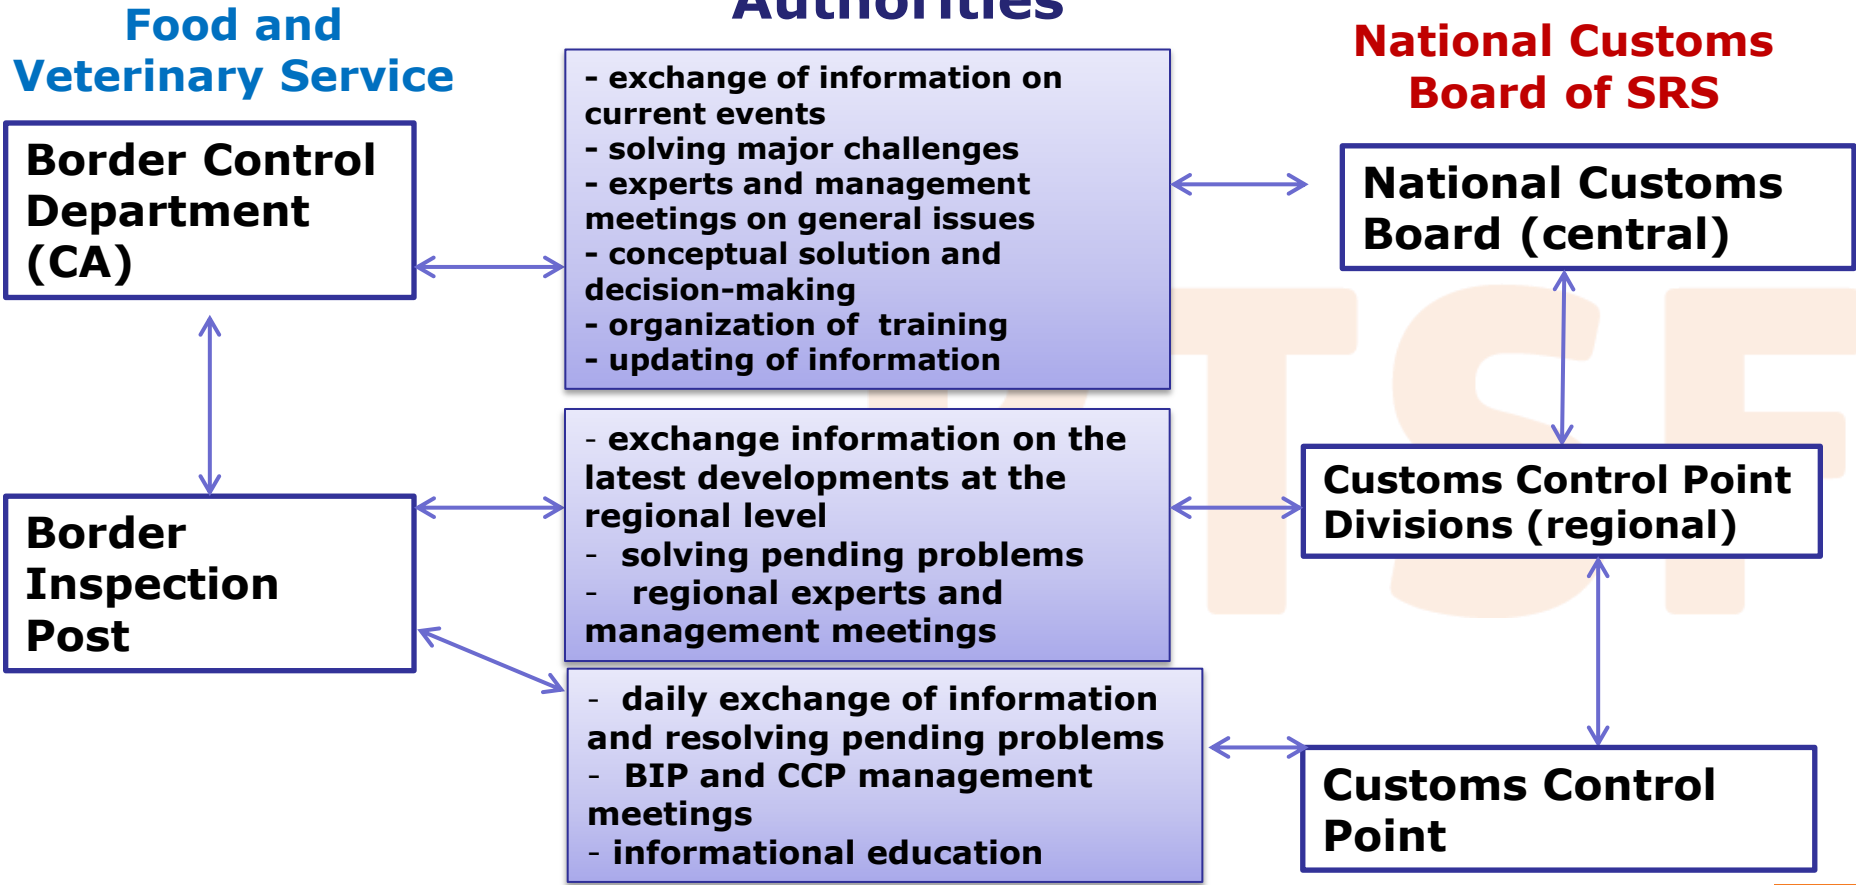 Authorities
Food and
Veterinary Service
National Customs
Board of SRS
Border Control
Department
(CA)
- exchange of information on
current events
- solving major challenges
- experts and management
meetings on general issues
- conceptual solution and
decision-making
- organization of  training
- updating of information
National Customs
Board (central)
Border
Inspection
Post
- exchange information on the
latest developments at the
regional level
-  solving pending problems
-   regional experts and
management meetings
Customs Control Point
Divisions (regional)
-  daily exchange of information
and resolving pending problems
-  BIP and CCP management
meetings
- informational education
Customs Control
Point